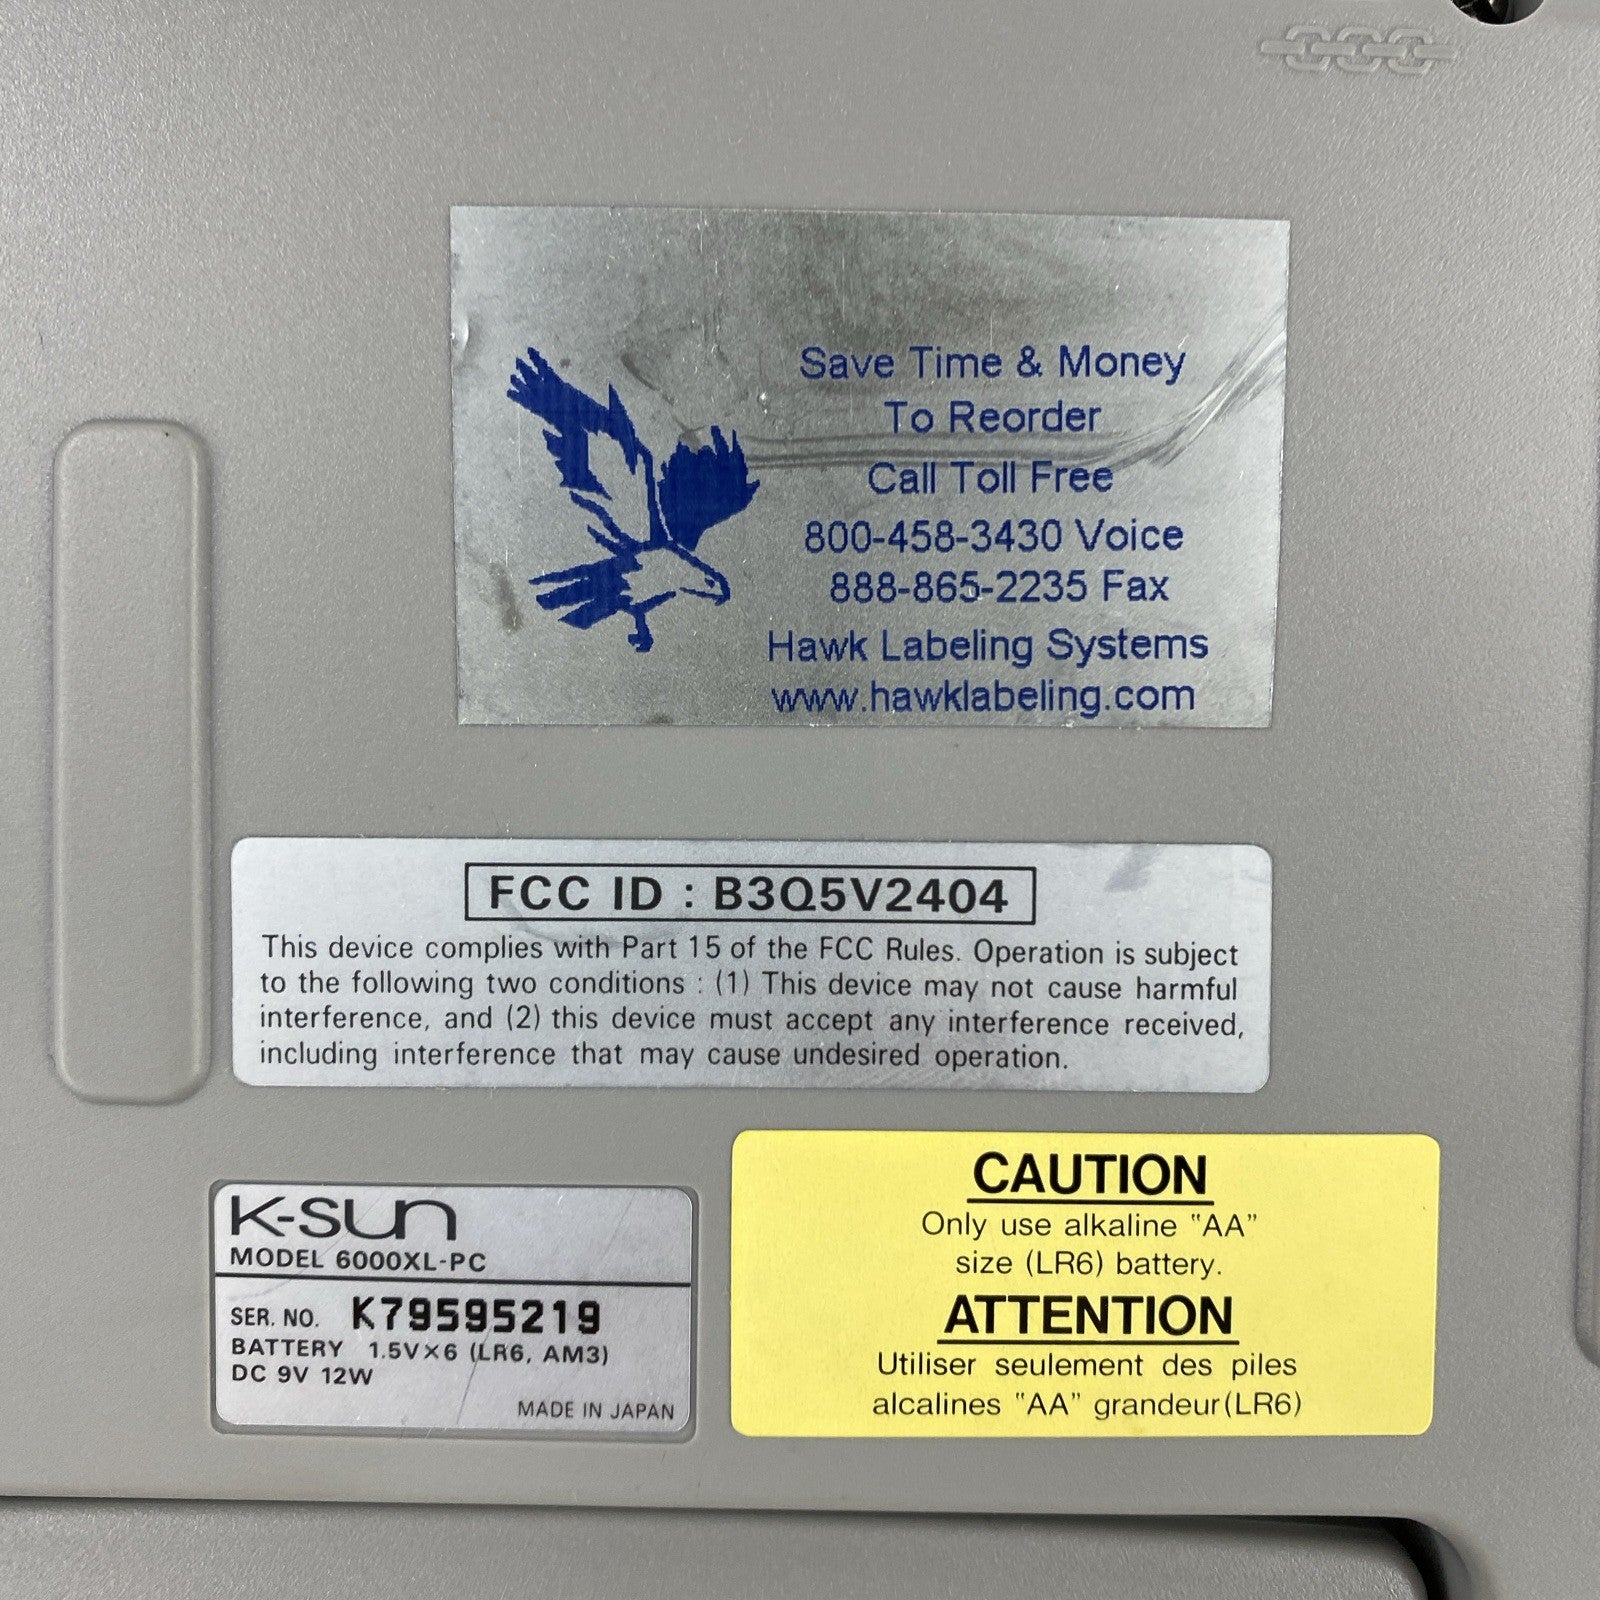 Save Time & Money
To Reorder
Call Toll Free
800-458-3430 Voice
888-865-2235 Fax
Hawk Labeling Systems
www.hawklabeling.com
FCC ID : B3Q5V2404
This device complies with Part 15 of the FCC Rules. Operation is subject
to the following two conditions : (1) This device may not cause harmful
interference, and (2) this device must accept any interference received,
including interference that may cause undesired operation.
K-SUN
MODEL 6000XL-PC
SER. NO. K79595219
BATTERY 1.5V×6 (LR6, AM3)
DC 9V 12W
MADE IN JAPAN
CAUTION
Only use alkaline "AA"
size (LR6) battery.
ATTENTION
Utiliser seulement des piles
alcalines "AA" grandeur(LR6)